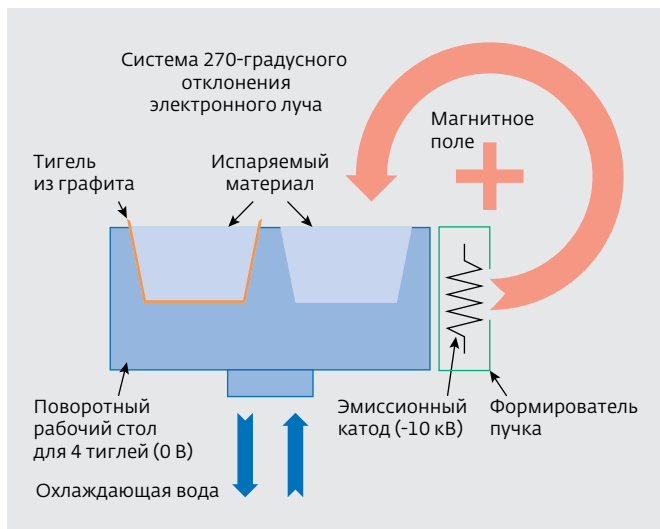 Система 270-градусного
отклонения
электронного луча
Магнитное
поле
Тигель
из графита
Испаряемый
материал
Поворотный
рабочий стол
для 4 тиглей (0 В)
Эмиссионный
катод (-10 кВ)
Формирователь
пучка
Охлаждающая вода